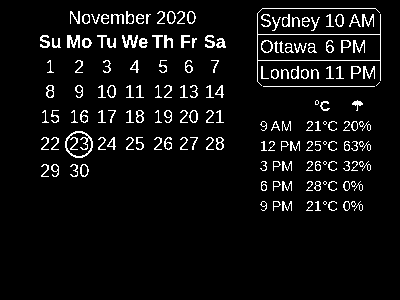 November 2020
Su Mo Tu We Th Fr Sa
1 2 3 4 5 6 7
8 9 10 11 12 13 14
15 16 17 18 19 20 21
22 23 24 25 26 27 28
29 30
Sydney 10 AM
Ottawa 6 PM
London 11 PM
°C ☂
9 AM 21°C 20%
12 PM 25°C 63%
3 PM 26°C 32%
6 PM 28°C 0%
9 PM 21°C 0%